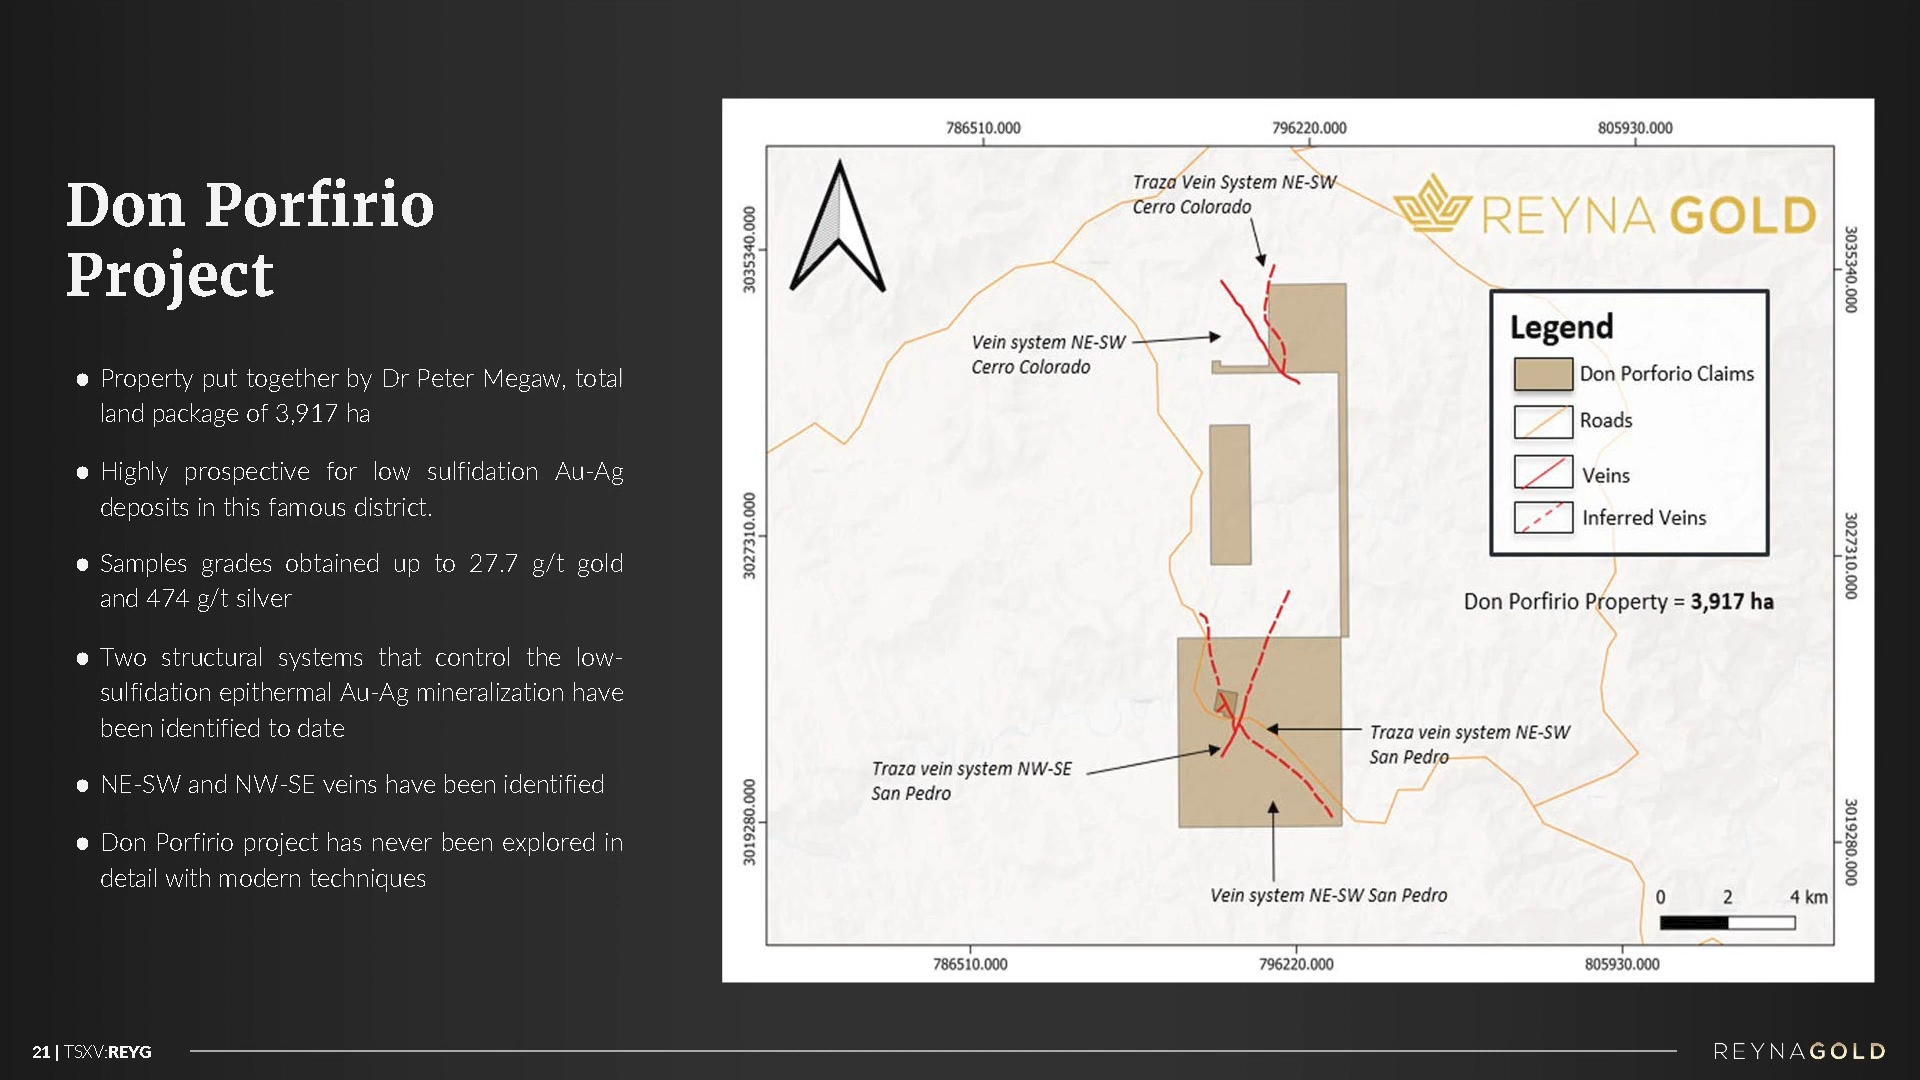 Don Porfirio
Project
● Property put together by Dr Peter Megaw, total
land package of 3,917 ha
● Highly prospective for low sulfidation Au-Ag
deposits in this famous district.
● Samples grades obtained up to 27.7 g/t gold
and 474 g/t silver
● Two structural systems that control the low-
sulfidation epithermal Au-Ag mineralization have
been identified to date
● NE-SW and NW-SE veins have been identified
● Don Porfirio project has never been explored in
detail with modern techniques
786510.000
796220.000
805930.000
3035340.000
3027310.000
3019280.000
Traza Vein System NE-SW
Cerro Colorado
REYNA GOLD
Vein system NE-SW
Cerro Colorado
Legend
Don Porforio Claims
Roads
Veins
Inferred Veins
Don Porfirio Property = 3,917 ha
Traza vein system NE-SW
San Pedro
Traza vein system NW-SE
San Pedro
Vein system NE-SW San Pedro
0 2 4 km
3035340.000
3027310.000
3019280.000
786510.000
796220.000
805930.000
21 | TSXV:REYG
REYNAGOLD